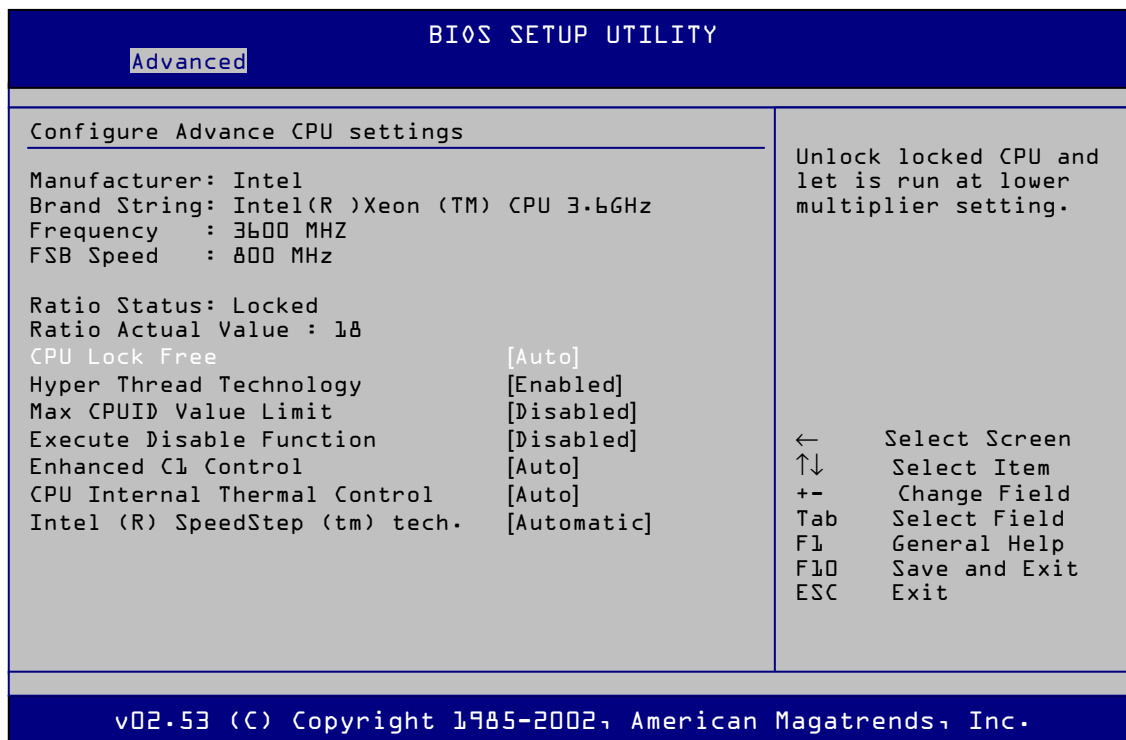 BIOS SETUP UTILITY
Advanced
Configure Advance CPU settings
Manufacturer: Intel
Brand String: Intel(R )Xeon (TM) CPU 3.6GHz
Frequency : 3600 MHZ
FSB Speed : 800 MHz
Ratio Status: Locked
Ratio Actual Value : 18
CPU Lock Free [Auto]
Hyper Thread Technology [Enabled]
Max CPUID Value Limit [Disabled]
Execute Disable Function [Disabled]
Enhanced C1 Control [Auto]
CPU Internal Thermal Control [Auto]
Intel (R) SpeedStep (tm) tech. [Automatic]
Unlock locked CPU and
let is run at lower
multiplier setting.
← Select Screen
↑↓ Select Item
+- Change Field
Tab Select Field
F1 General Help
F10 Save and Exit
ESC Exit
v02.53 (C) Copyright 1985-2002, American Magatrends, Inc.